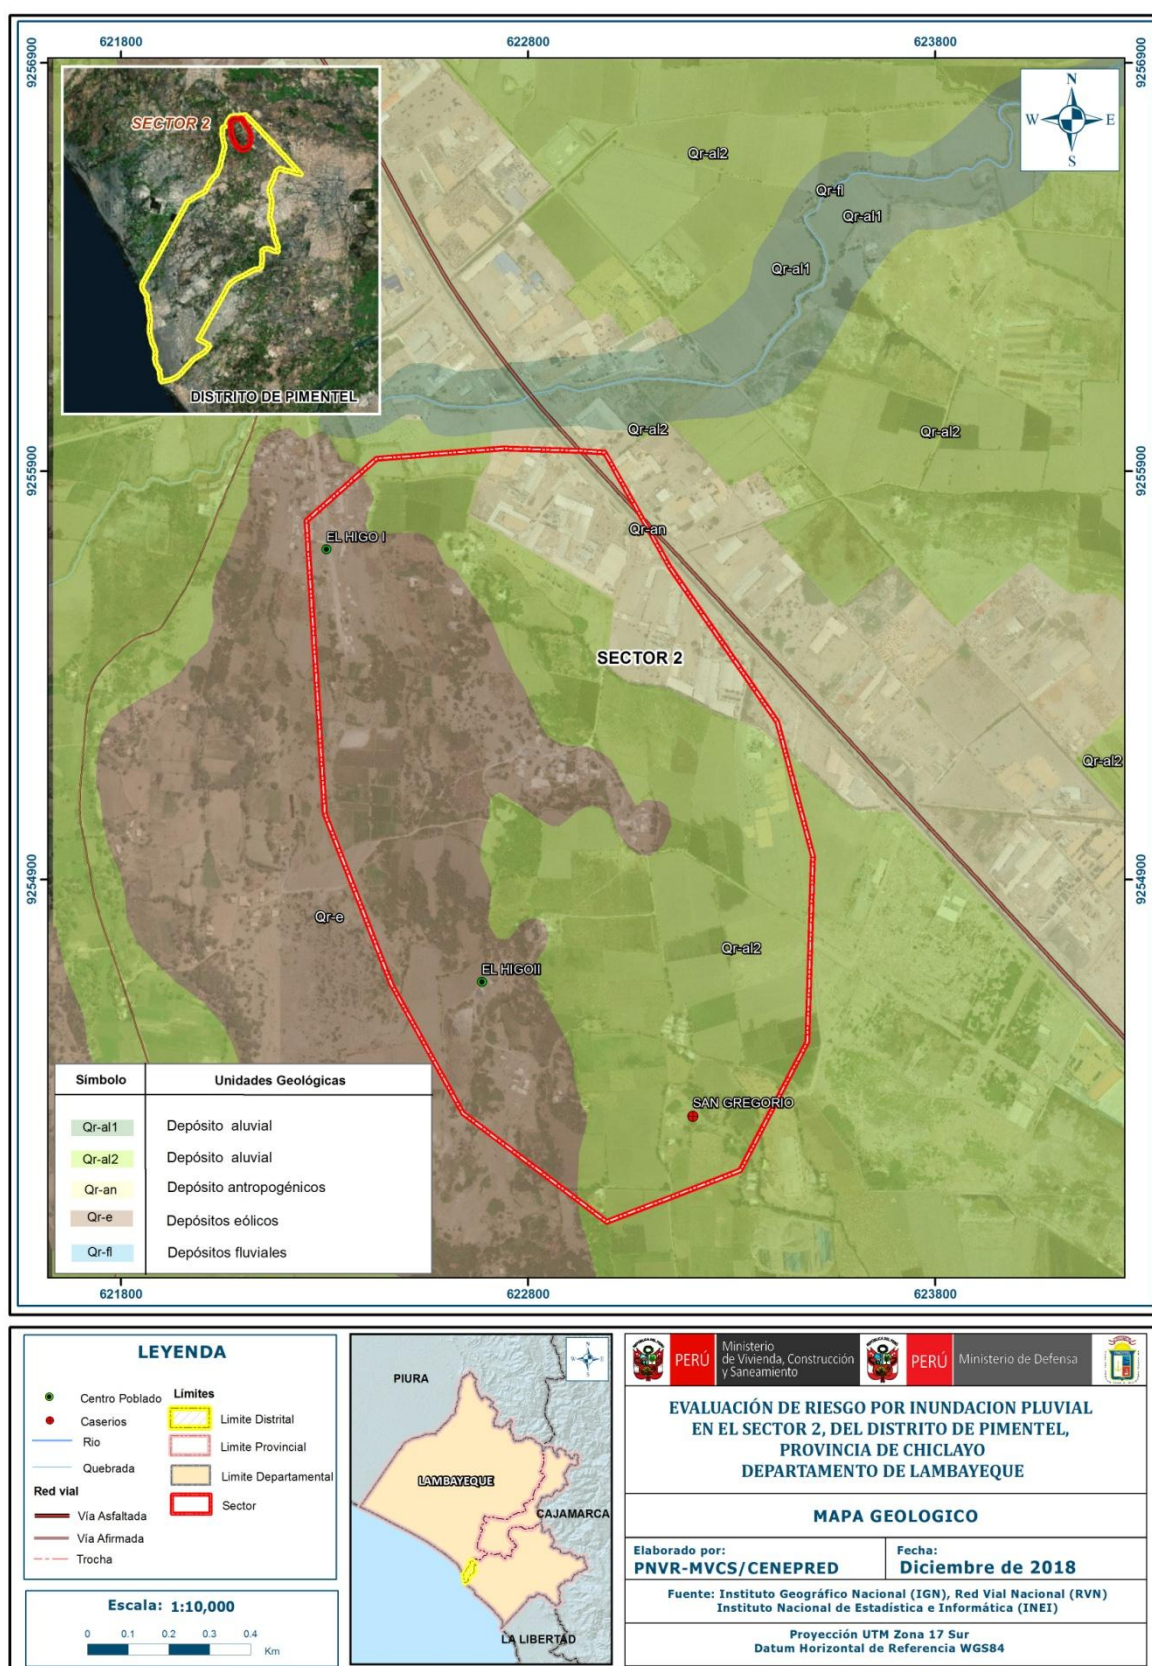 621800
622800
623800
9256900
9256900
SECTOR 2
DISTRITO DE PIMENTEL
N
W
E
S
Qr-al2
Qr-fl
Qr-al1
Qr-al1
Qr-al2
Qr-al2
9255900
9255900
Qr-an
EL HIGO I
SECTOR 2
Qr-al2
9254900
9254900
Qr-e
Qr-al2
EL HIGOII
SAN GREGORIO
Simbolo
Unidades Geológicas
Qr-al1
Depósito aluvial
Qr-al2
Depósito aluvial
Qr-an
Depósito antropogénicos
Qr-e
Depósitos eólicos
Qr-fl
Depósitos fluviales
621800
622800
623800
LEYENDA
Centro Poblado
Caserios
Rio
Quebrada
Red vial
Vía Asfaltada
Vía Afirmada
Trocha
Límites
Limite Distrital
Limite Provincial
Limite Departamental
Sector
Escala: 1:10,000
0 0.1 0.2 0.3 0.4
Km
PIURA
N
W
E
S
LAMBAYEQUE
CAJAMARCA
LA LIBERTAD
PERÚ
Ministerio
de Vivienda, Construcción
y Saneamiento
PERÚ
Ministerio de Defensa
EVALUACIÓN DE RIESGO POR INUNDACION PLUVIAL
EN EL SECTOR 2, DEL DISTRITO DE PIMENTEL,
PROVINCIA DE CHICLAYO
DEPARTAMENTO DE LAMBAYEQUE
MAPA GEOLOGICO
Elaborado por:
PNVR-MVCS/CENEPRED
Fecha:
Diciembre de 2018
Fuente: Instituto Geográfico Nacional (IGN), Red Vial Nacional (RVN)
Instituto Nacional de Estadística e Informática (INEI)
Proyección UTM Zona 17 Sur
Datum Horizontal de Referencia WGS84